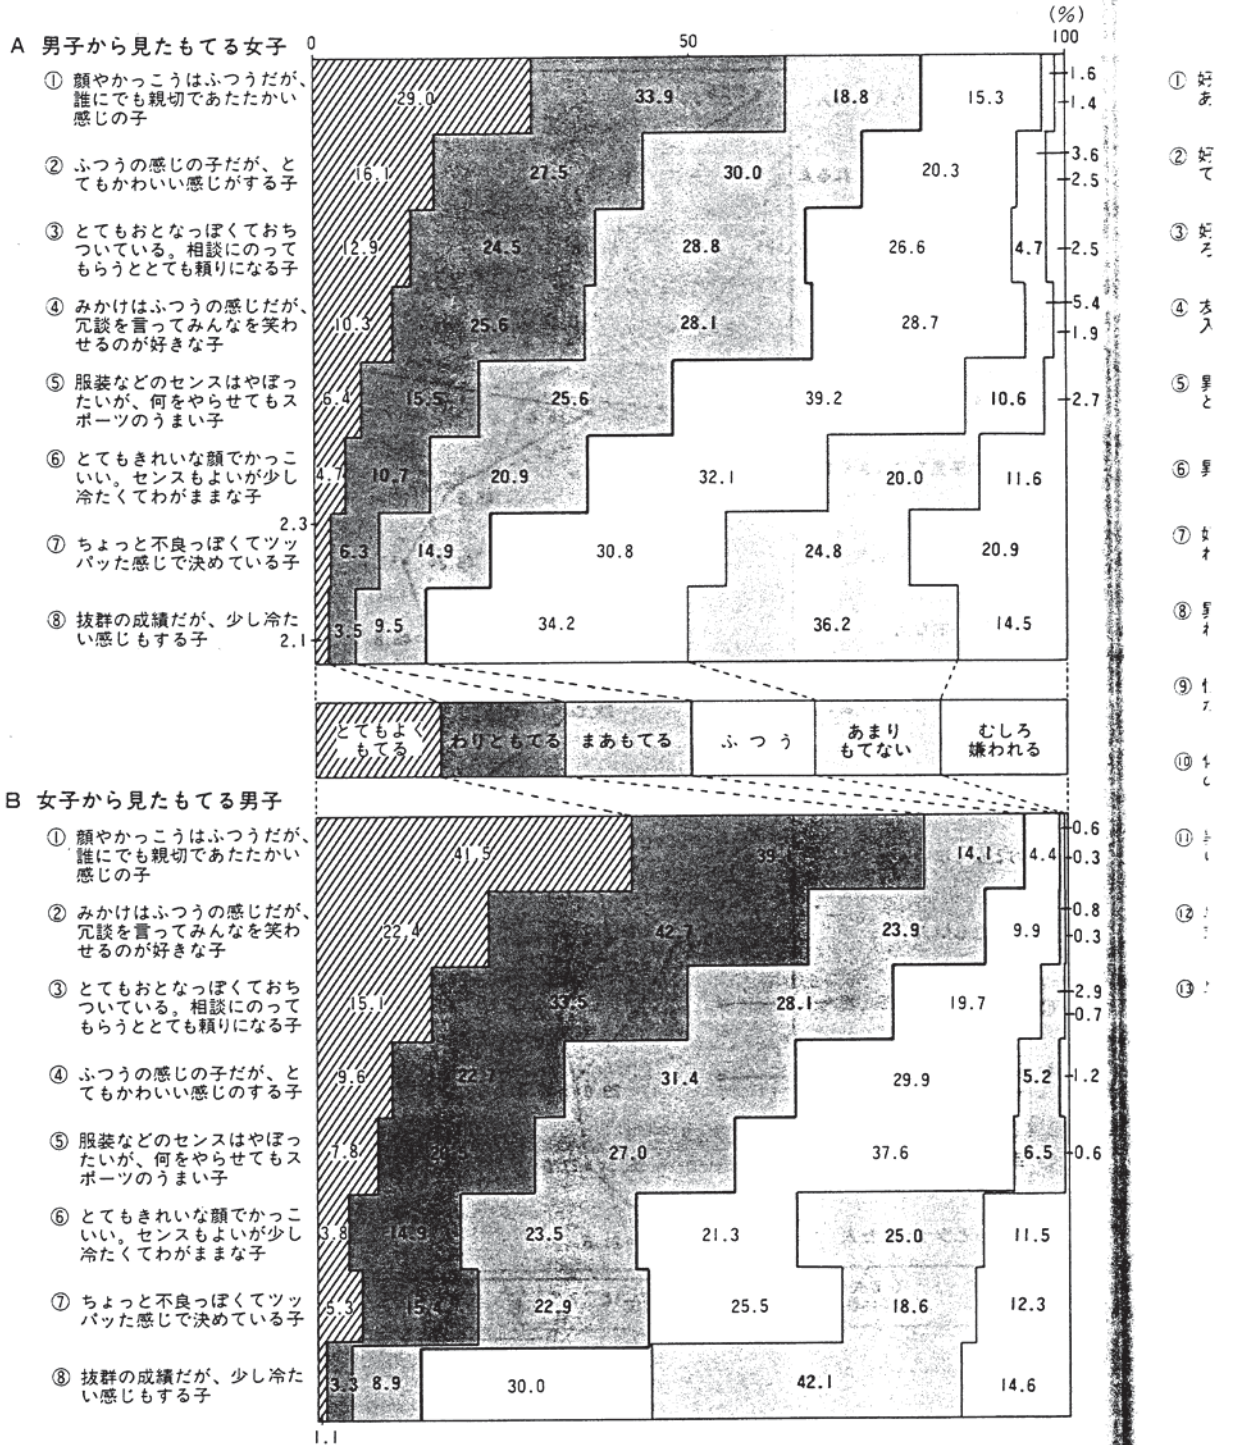 (%)
A 男子から見たもてる女子
0 50 100
① 顔やかっこうはふつうだが、
誰にでも親切であたたかい
感じの子
29.0 33.9 18.8 15.3 1.6 1.4
② ふつうの感じの子だが、と
てもかわいい感じがする子
16.1 27.5 30.0 20.3 3.6 2.5
③ とてもおとなっぽくておち
ついている。相談にのって
もらうととても頼りになる子
12.9 24.5 28.8 26.6 4.7 2.5
④ みかけはふつうの感じだが、
冗談を言ってみんなを笑わ
せるのが好きな子
10.3 25.6 28.1 28.7 5.4 1.9
⑤ 服装などのセンスはやぼっ
たいが、何をやらせてもス
ポーツのうまい子
6.4 15.5 25.6 39.2 10.6 2.7
⑥ とてもきれいな顔でかっこ
いい。センスもよいが少し
冷たくてわがままな子
4.7 10.7 20.9 32.1 20.0 11.6
⑦ ちょっと不良っぽくてツッ
パッた感じで決めている子
2.3 6.3 14.9 30.8 24.8 20.9
⑧ 抜群の成績だが、少し冷た
い感じもする子
2.1 3.5 9.5 34.2 36.2 14.5
とてもよく
もてる
わりともてる
まあもてる
ふつう
あまり
もてない
むしろ
嫌われる
B 女子から見たもてる男子
① 顔やかっこうはふつうだが、
誰にでも親切であたたかい
感じの子
41.5 14.1 4.4 0.6 0.3
② みかけはふつうの感じだが、
冗談を言ってみんなを笑わ
せるのが好きな子
22.4 42.7 23.9 9.9 0.8 0.3
③ とてもおとなっぽくておち
ついている。相談にのって
もらうととても頼りになる子
15.1 33.5 28.1 19.7 2.9 0.7
④ ふつうの感じの子だが、と
てもかわいい感じのする子
9.6 22.7 31.4 29.9 5.2 1.2
⑤ 服装などのセンスはやぼっ
たいが、何をやらせてもス
ポーツのうまい子
7.8 27.0 37.6 6.5 0.6
⑥ とてもきれいな顔でかっこ
いい。センスもよいが少し
冷たくてわがままな子
3.8 14.9 23.5 21.3 25.0 11.5
⑦ ちょっと不良っぽくてツッ
パッた感じで決めている子
5.3 22.9 25.5 18.6 12.3
⑧ 抜群の成績だが、少し冷た
い感じもする子
1.1 3.3 8.9 30.0 42.1 14.6
①
②
③
④
⑤
⑥
⑦
⑧
⑨
⑩
⑪
⑫
⑬